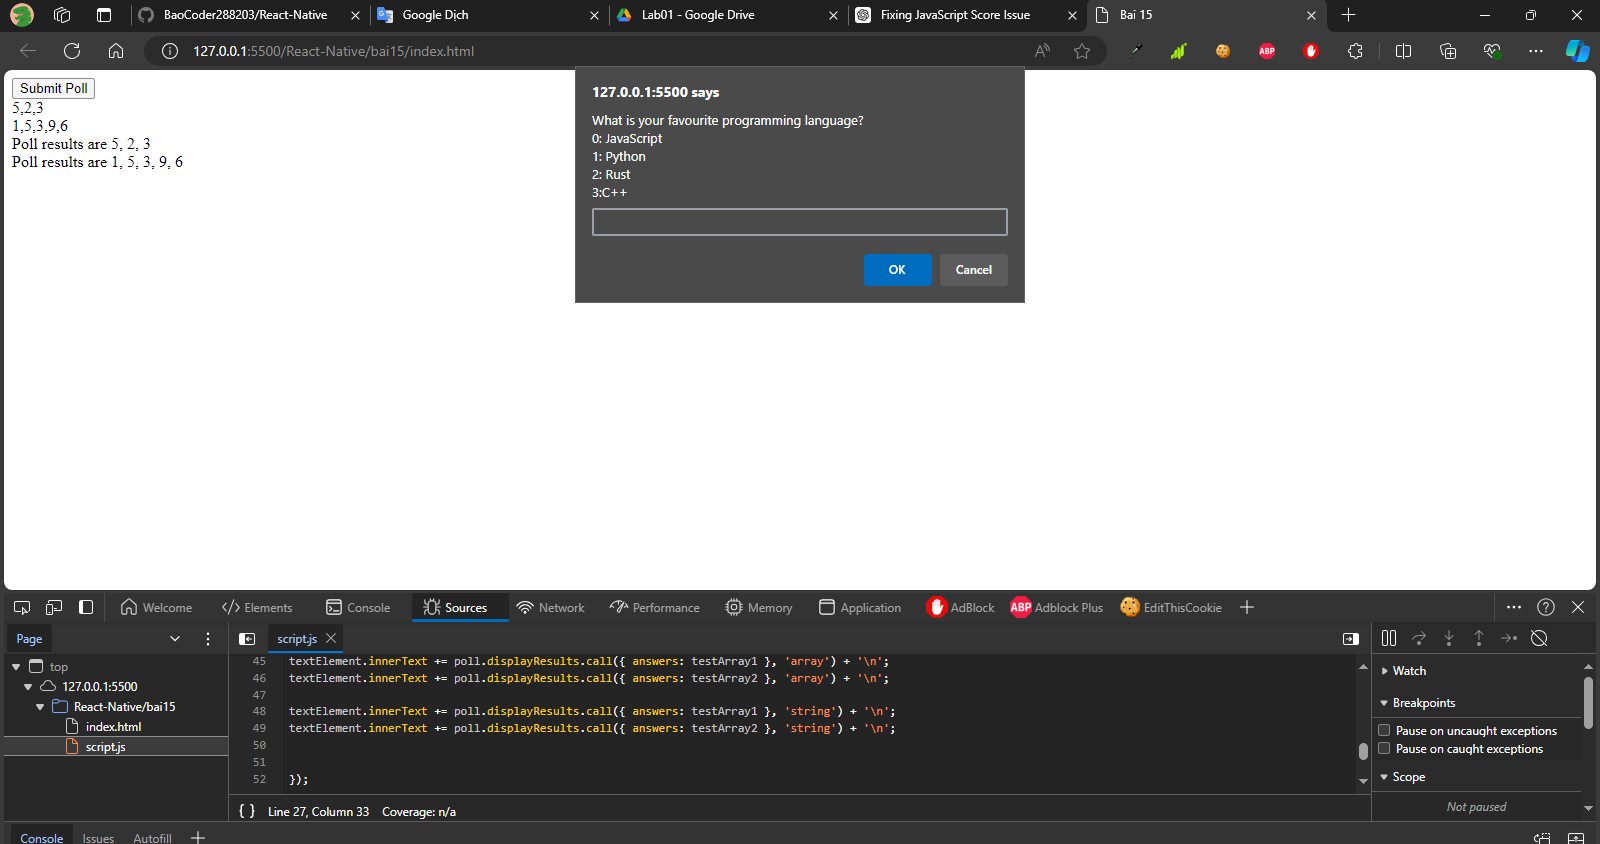 BaoCoder288203/React-Native
Google Dịch
Lab01 - Google Drive
Fixing JavaScript Score Issue
Bai 15
127.0.0.1:5500/React-Native/bai15/index.html
ABP
Submit Poll
5,2,3
1,5,3,9,6
Poll results are 5, 2, 3
Poll results are 1, 5, 3, 9, 6
127.0.0.1:5500 says
What is your favourite programming language?
0: JavaScript
1: Python
2: Rust
3:C++
OK
Cancel
Welcome
</> Elements
Console
Sources
Network
Performance
Memory
Application
AdBlock
ABP Adblock Plus
EditThisCookie
Page
script.js
top
127.0.0.1:5500
React-Native/bai15
index.html
script.js
45 textElement.innerText += poll.displayResults.call({ answers: testArray1 }, 'array') + '\n';
46 textElement.innerText += poll.displayResults.call({ answers: testArray2 }, 'array') + '\n';
47
48 textElement.innerText += poll.displayResults.call({ answers: testArray1 }, 'string') + '\n';
49 textElement.innerText += poll.displayResults.call({ answers: testArray2 }, 'string') + '\n';
50
51
52 });
{ } Line 27, Column 33 Coverage: n/a
Watch
Breakpoints
Pause on uncaught exceptions
Pause on caught exceptions
Scope
Not paused
Console
Issues
Autofill